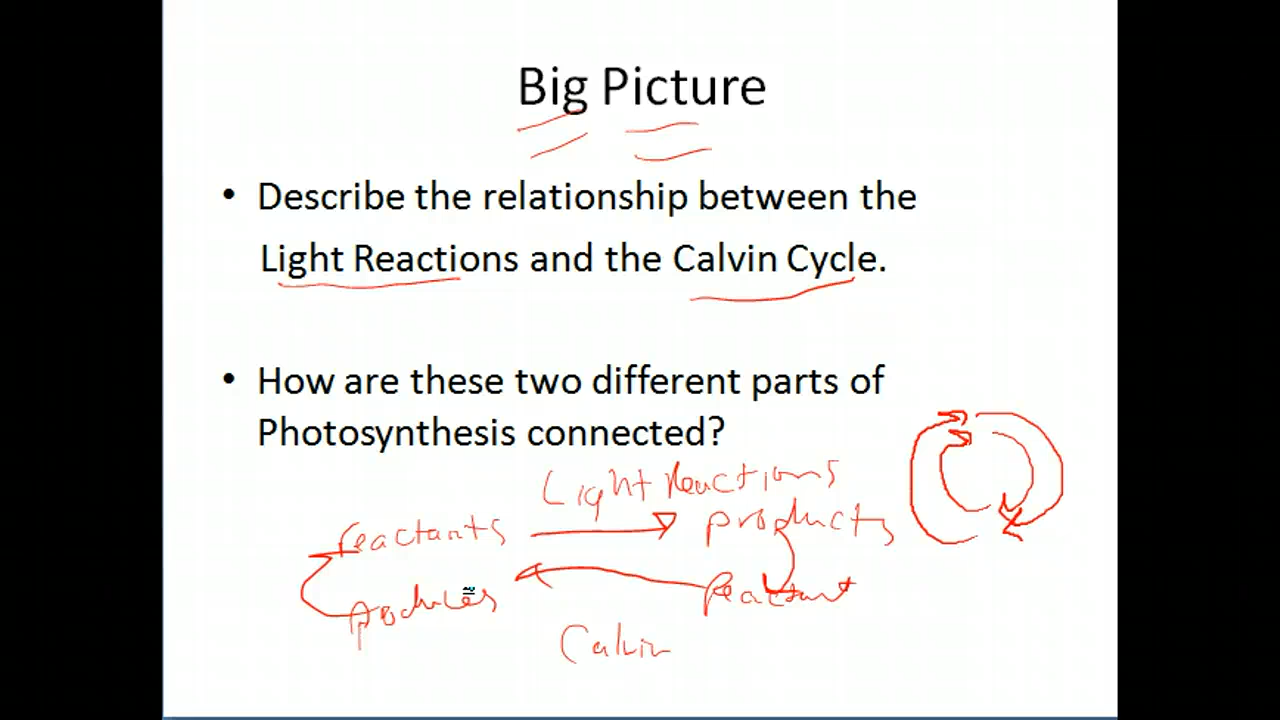 Big Picture
• Describe the relationship between the
Light Reactions and the Calvin Cycle.
• How are these two different parts of
Photosynthesis connected?
Light Reactions
reactants products
products Reactant
Calvin